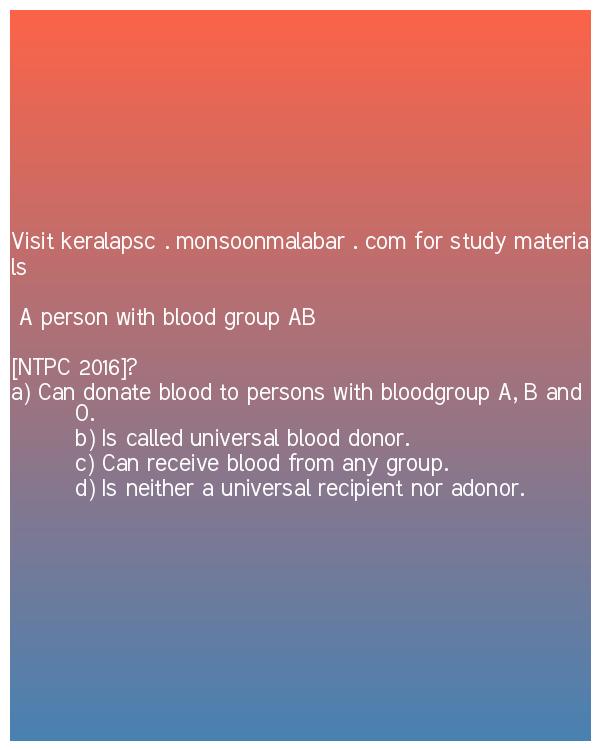 Visit keralapsc . monsoonmalabar . com for study materia
ls
A person with blood group AB
[NTPC 2016]?
a) Can donate blood to persons with bloodgroup A, B and
O.
b) Is called universal blood donor.
c) Can receive blood from any group.
d) Is neither a universal recipient nor adonor.